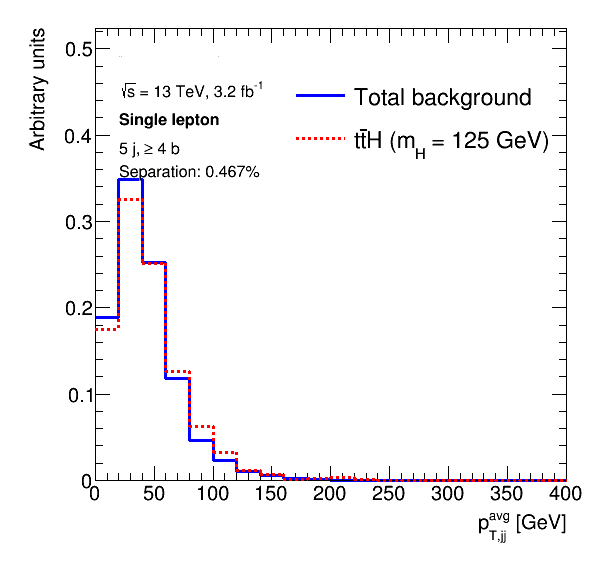 Arbitrary units
0.5
0.4
0.3
0.2
0.1
0
√s = 13 TeV, 3.2 fb⁻¹
Single lepton
5 j, ≥ 4 b
Separation: 0.467%
Total background
tt̄H (m_H = 125 GeV)
0 50 100 150 200 250 300 350 400
p_T,jj^avg [GeV]